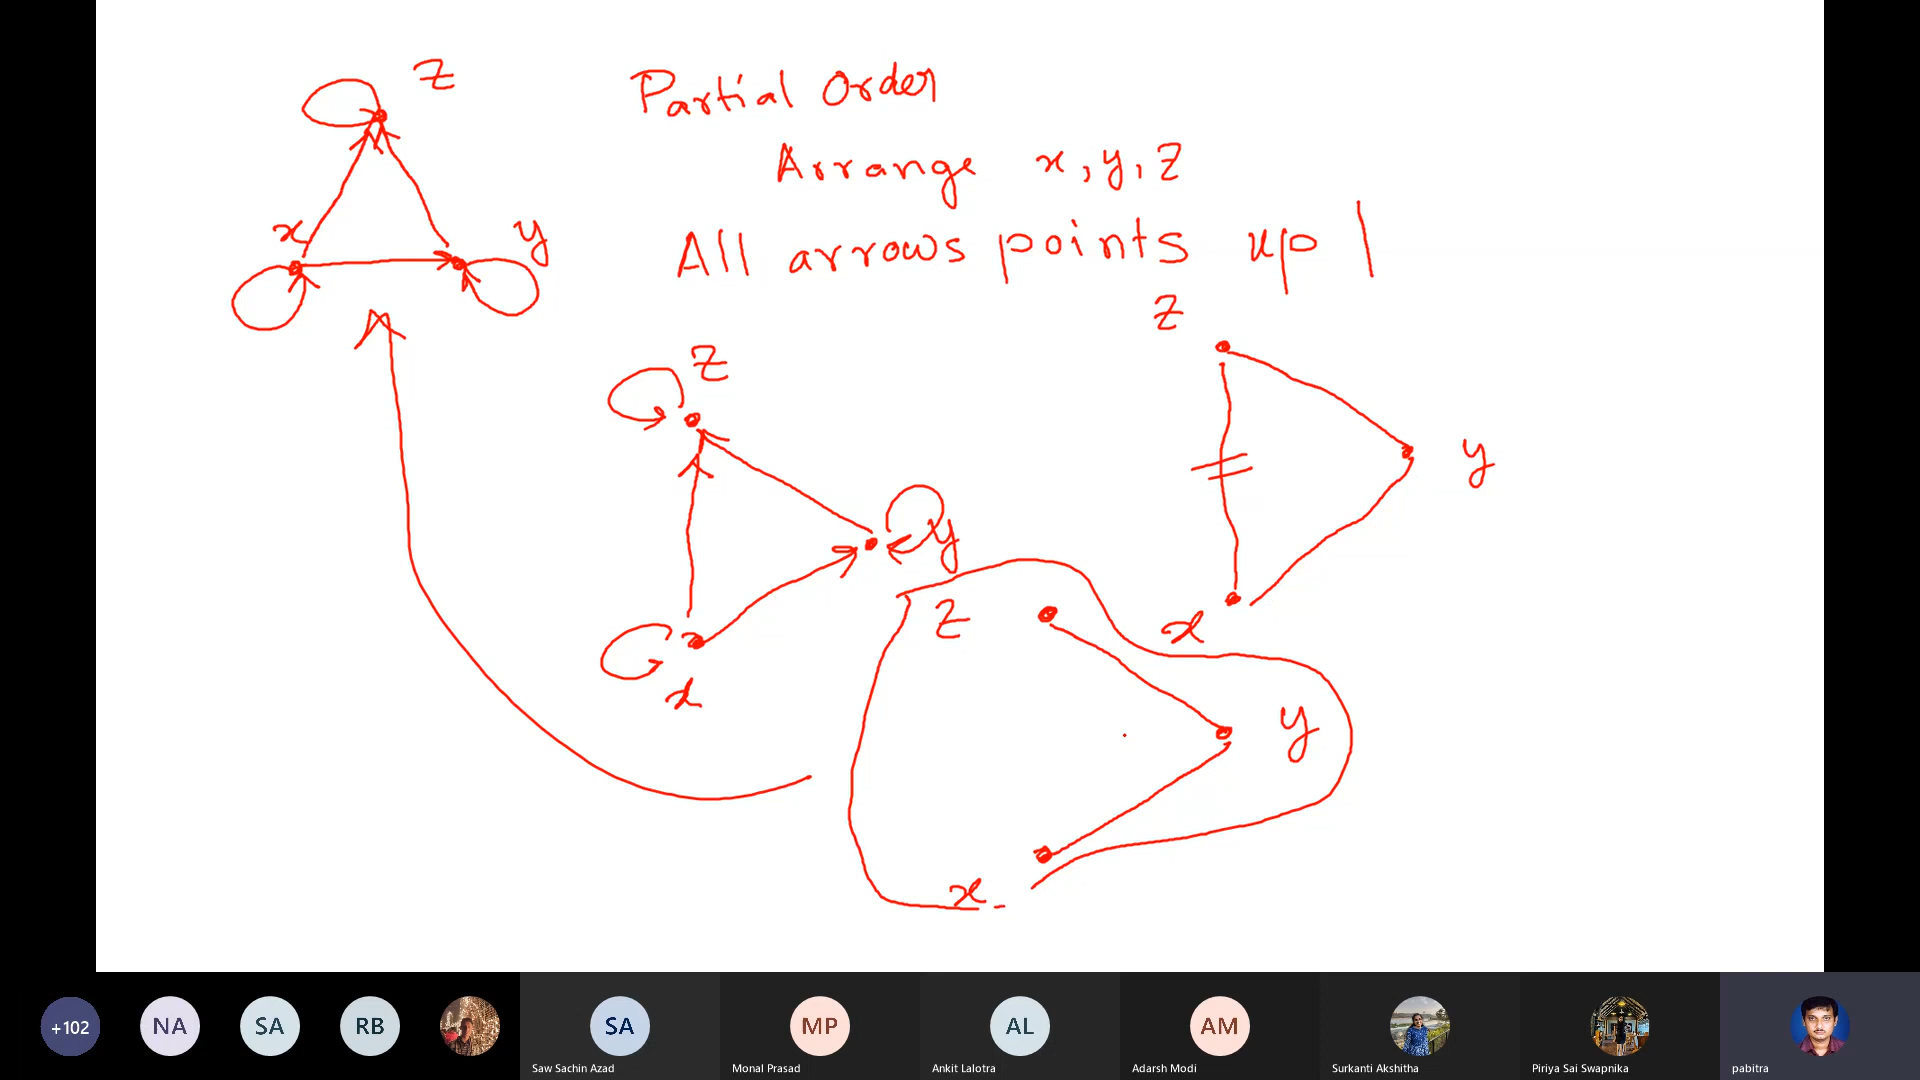 z
Partial Order
Arrange x, y, z
x
y
All arrows points up
z
z
y
y
z
x
x
y
x
+102
NA
SA
RB
SA
MP
AL
AM
Saw Sachin Azad
Monal Prasad
Ankit Lalotra
Adarsh Modi
Surkanti Akshitha
Piriya Sai Swapnika
pabitra